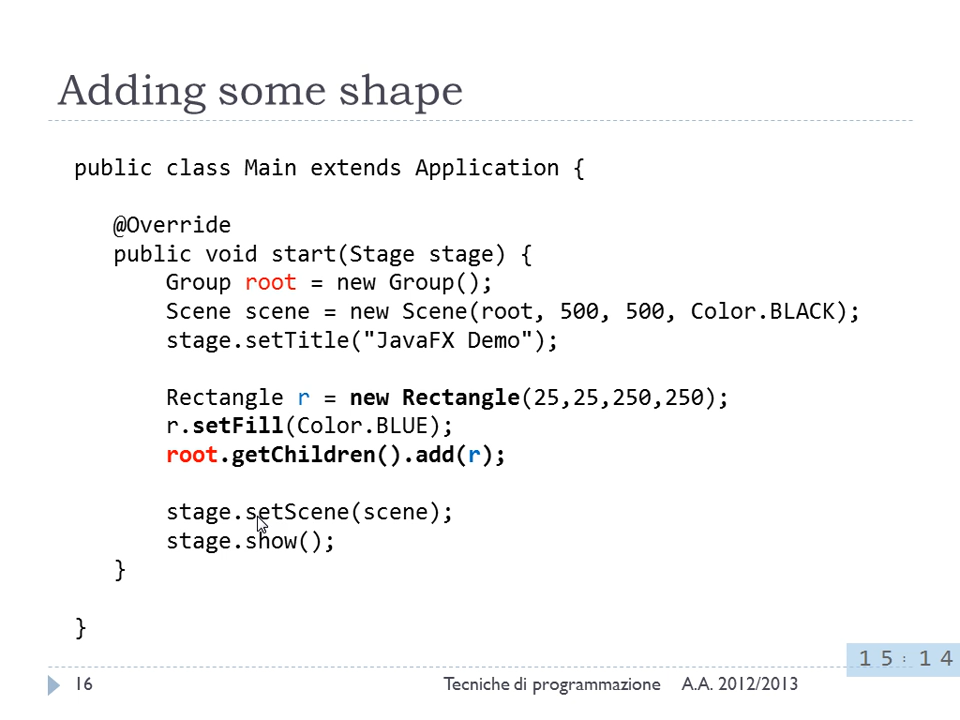 Adding some shape
public class Main extends Application {
@Override
public void start(Stage stage) {
Group root = new Group();
Scene scene = new Scene(root, 500, 500, Color.BLACK);
stage.setTitle("JavaFX Demo");
Rectangle r = new Rectangle(25,25,250,250);
r.setFill(Color.BLUE);
root.getChildren().add(r);
stage.setScene(scene);
stage.show();
}
}
15:14
16 Tecniche di programmazione A.A. 2012/2013